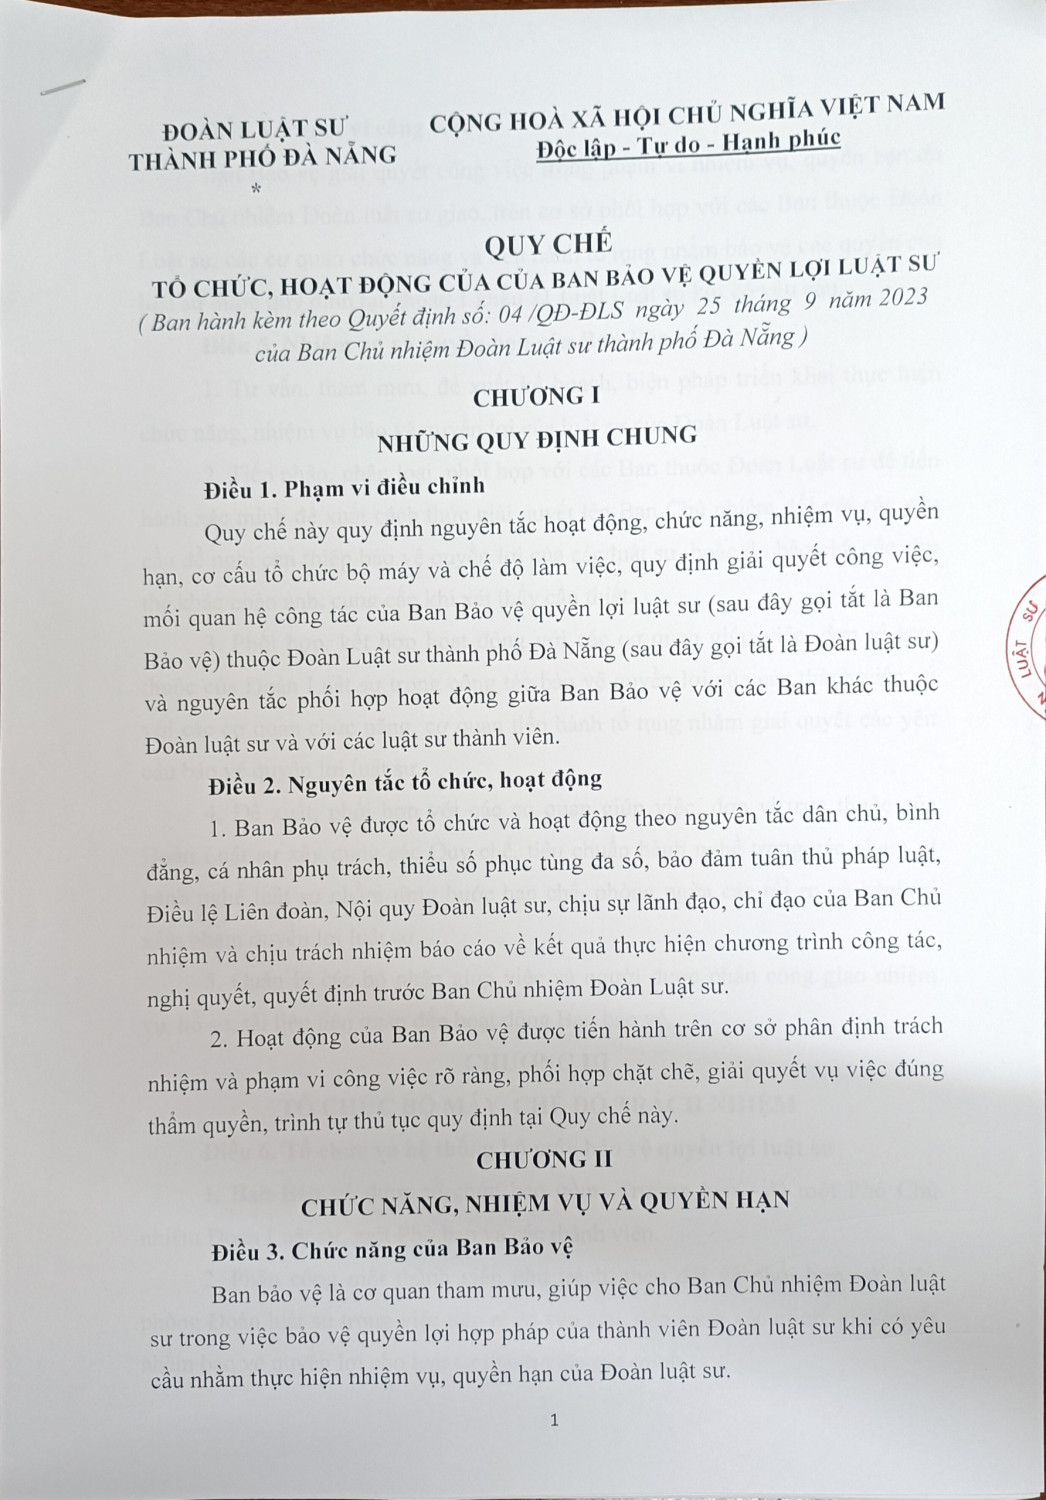 ĐOÀN LUẬT SƯ
THÀNH PHỐ ĐÀ NẴNG
*
CỘNG HOÀ XÃ HỘI CHỦ NGHĨA VIỆT NAM
Độc lập - Tự do - Hạnh phúc
QUY CHẾ
TỔ CHỨC, HOẠT ĐỘNG CỦA CỦA BAN BẢO VỆ QUYỀN LỢI LUẬT SƯ
( Ban hành kèm theo Quyết định số: 04 /QĐ-ĐLS ngày 25 tháng 9 năm 2023
của Ban Chủ nhiệm Đoàn Luật sư thành phố Đà Nẵng )
CHƯƠNG I
NHỮNG QUY ĐỊNH CHUNG
Điều 1. Phạm vi điều chỉnh
Quy chế này quy định nguyên tắc hoạt động, chức năng, nhiệm vụ, quyền
hạn, cơ cấu tổ chức bộ máy và chế độ làm việc, quy định giải quyết công việc,
mối quan hệ công tác của Ban Bảo vệ quyền lợi luật sư (sau đây gọi tắt là Ban
Bảo vệ) thuộc Đoàn Luật sư thành phố Đà Nẵng (sau đây gọi tắt là Đoàn luật sư)
và nguyên tắc phối hợp hoạt động giữa Ban Bảo vệ với các Ban khác thuộc
Đoàn luật sư và với các luật sư thành viên.
Điều 2. Nguyên tắc tổ chức, hoạt động
1. Ban Bảo vệ được tổ chức và hoạt động theo nguyên tắc dân chủ, bình
đẳng, cá nhân phụ trách, thiểu số phục tùng đa số, bảo đảm tuân thủ pháp luật,
Điều lệ Liên đoàn, Nội quy Đoàn luật sư, chịu sự lãnh đạo, chỉ đạo của Ban Chủ
nhiệm và chịu trách nhiệm báo cáo về kết quả thực hiện chương trình công tác,
nghị quyết, quyết định trước Ban Chủ nhiệm Đoàn Luật sư.
2. Hoạt động của Ban Bảo vệ được tiến hành trên cơ sở phân định trách
nhiệm và phạm vi công việc rõ ràng, phối hợp chặt chẽ, giải quyết vụ việc đúng
thẩm quyền, trình tự thủ tục quy định tại Quy chế này.
CHƯƠNG II
CHỨC NĂNG, NHIỆM VỤ VÀ QUYỀN HẠN
Điều 3. Chức năng của Ban Bảo vệ
Ban bảo vệ là cơ quan tham mưu, giúp việc cho Ban Chủ nhiệm Đoàn luật
sư trong việc bảo vệ quyền lợi hợp pháp của thành viên Đoàn luật sư khi có yêu
cầu nhằm thực hiện nhiệm vụ, quyền hạn của Đoàn luật sư.
1
LUẬT SƯ